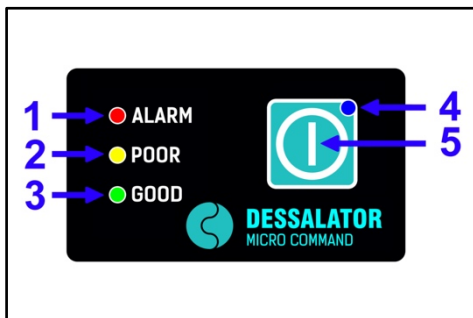 1 ALARM 4
2 POOR 5
3 GOOD
DESSALATOR
MICRO COMMAND